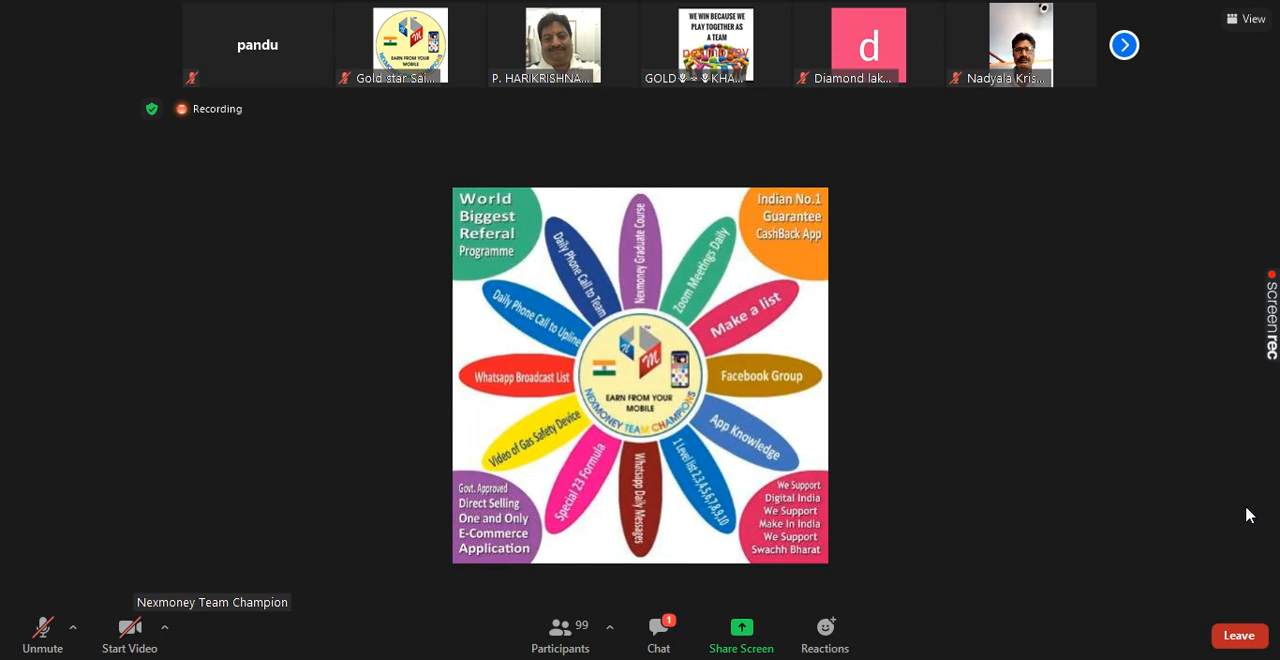 pandu
Gold star Sai...
EARN FROM YOUR
MOBILE
P. HARIKRISHNA...
WE WIN BECAUSE WE
PLAY TOGETHER AS
A TEAM
GOLD🌷~🌷KHA...
d
Diamond lak...
Nadyala Kris...
View
Recording
World
Biggest
Referal
Programme
Indian No.1
Guarantee
CashBack App
Daily Phone Call to Team
Nexmoney Graduate Course
Zoom Meetings Daily
Daily Phone Call to Upline
Make a list
Whatsapp Broadcast List
Facebook Group
EARN FROM YOUR
MOBILE
NEXMONEY TEAM CHAMPIONS
Video of Gas Safety Device
App Knowledge
Special 23 Formula
Whatsapp Daily Messages
1 Level list 2,3,4,5,6,7,8,9,10
Govt. Approved
Direct Selling
One and Only
E-Commerce
Application
We Support
Digital India
We Support
Make In India
We Support
Swachh Bharat
screenrec
Nexmoney Team Champion
Unmute
Start Video
99
Participants
1
Chat
Share Screen
Reactions
Leave